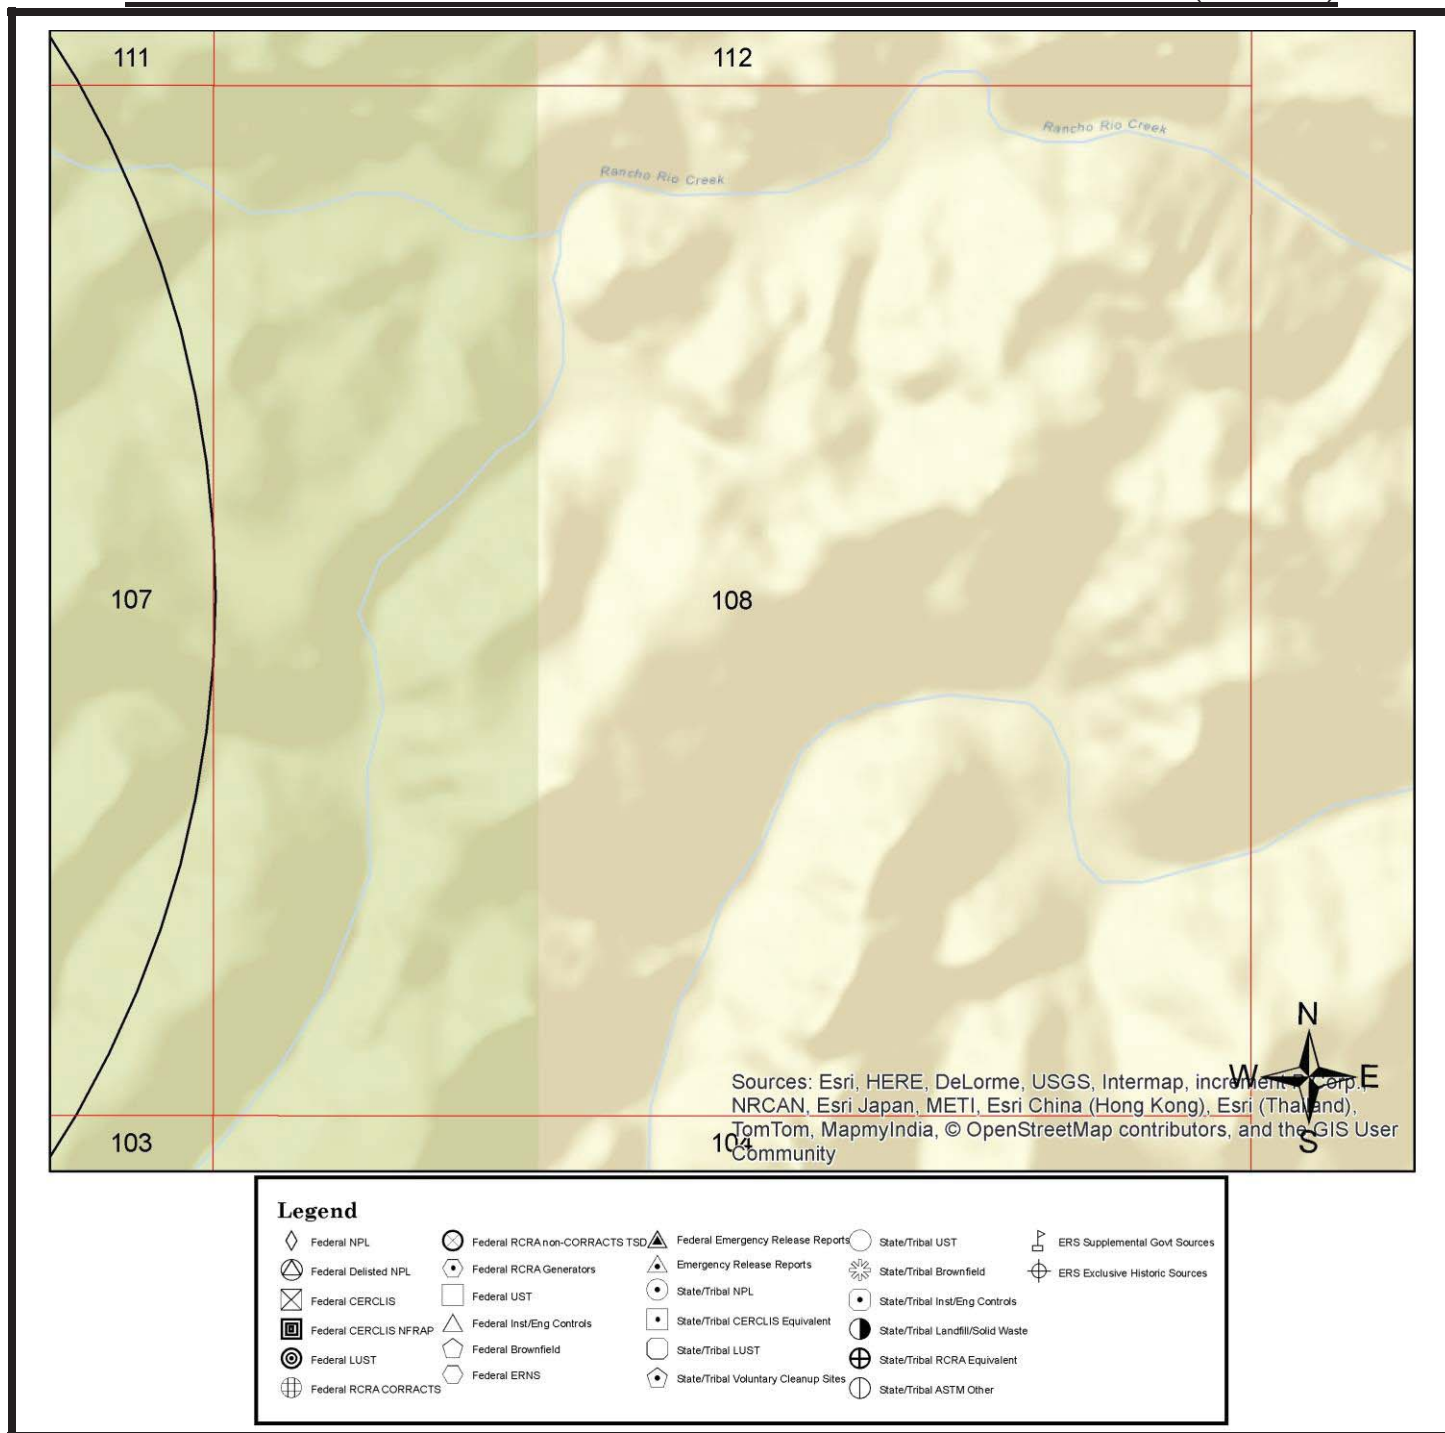 111
112
Rancho Rio Creek
Rancho Rio Creek
107
108
N
W E
S
Sources: Esri, HERE, DeLorme, USGS, Intermap, increment P Corp.,
NRCAN, Esri Japan, METI, Esri China (Hong Kong), Esri (Thailand),
TomTom, MapmyIndia, © OpenStreetMap contributors, and the GIS User
Community
103
104
Legend
Federal NPL
Federal Delisted NPL
Federal CERCLIS
Federal CERCLIS NFRAP
Federal LUST
Federal RCRA CORRACTS
Federal RCRA non-CORRACTS TSD
Federal RCRA Generators
Federal UST
Federal Inst/Eng Controls
Federal Brownfield
Federal ERNS
Federal Emergency Release Reports
Emergency Release Reports
State/Tribal NPL
State/Tribal CERCLIS Equivalent
State/Tribal LUST
State/Tribal Voluntary Cleanup Sites
State/Tribal UST
State/Tribal Brownfield
State/Tribal Inst/Eng Controls
State/Tribal Landfill/Solid Waste
State/Tribal RCRA Equivalent
State/Tribal ASTM Other
ERS Supplemental Govt Sources
ERS Exclusive Historic Sources